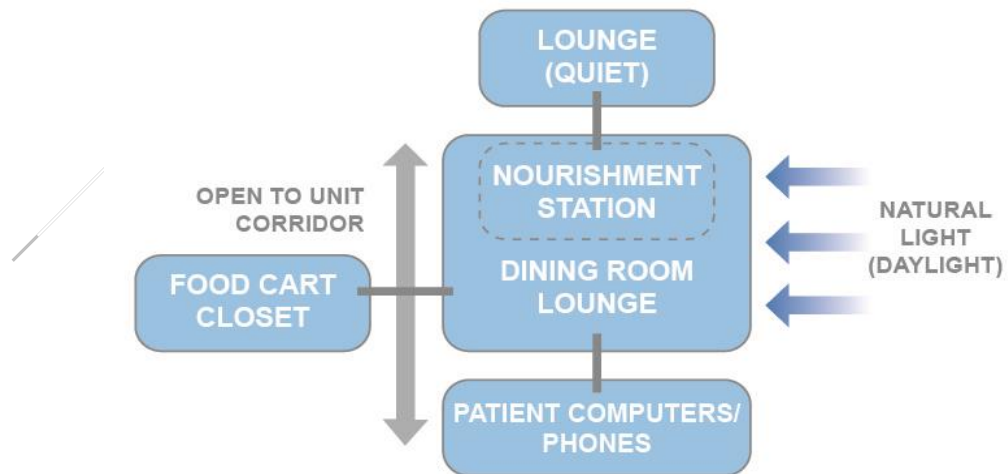 LOUNGE
(QUIET)
NOURISHMENT
STATION
OPEN TO UNIT
CORRIDOR
NATURAL
LIGHT
(DAYLIGHT)
FOOD CART
CLOSET
DINING ROOM
LOUNGE
PATIENT COMPUTERS/
PHONES